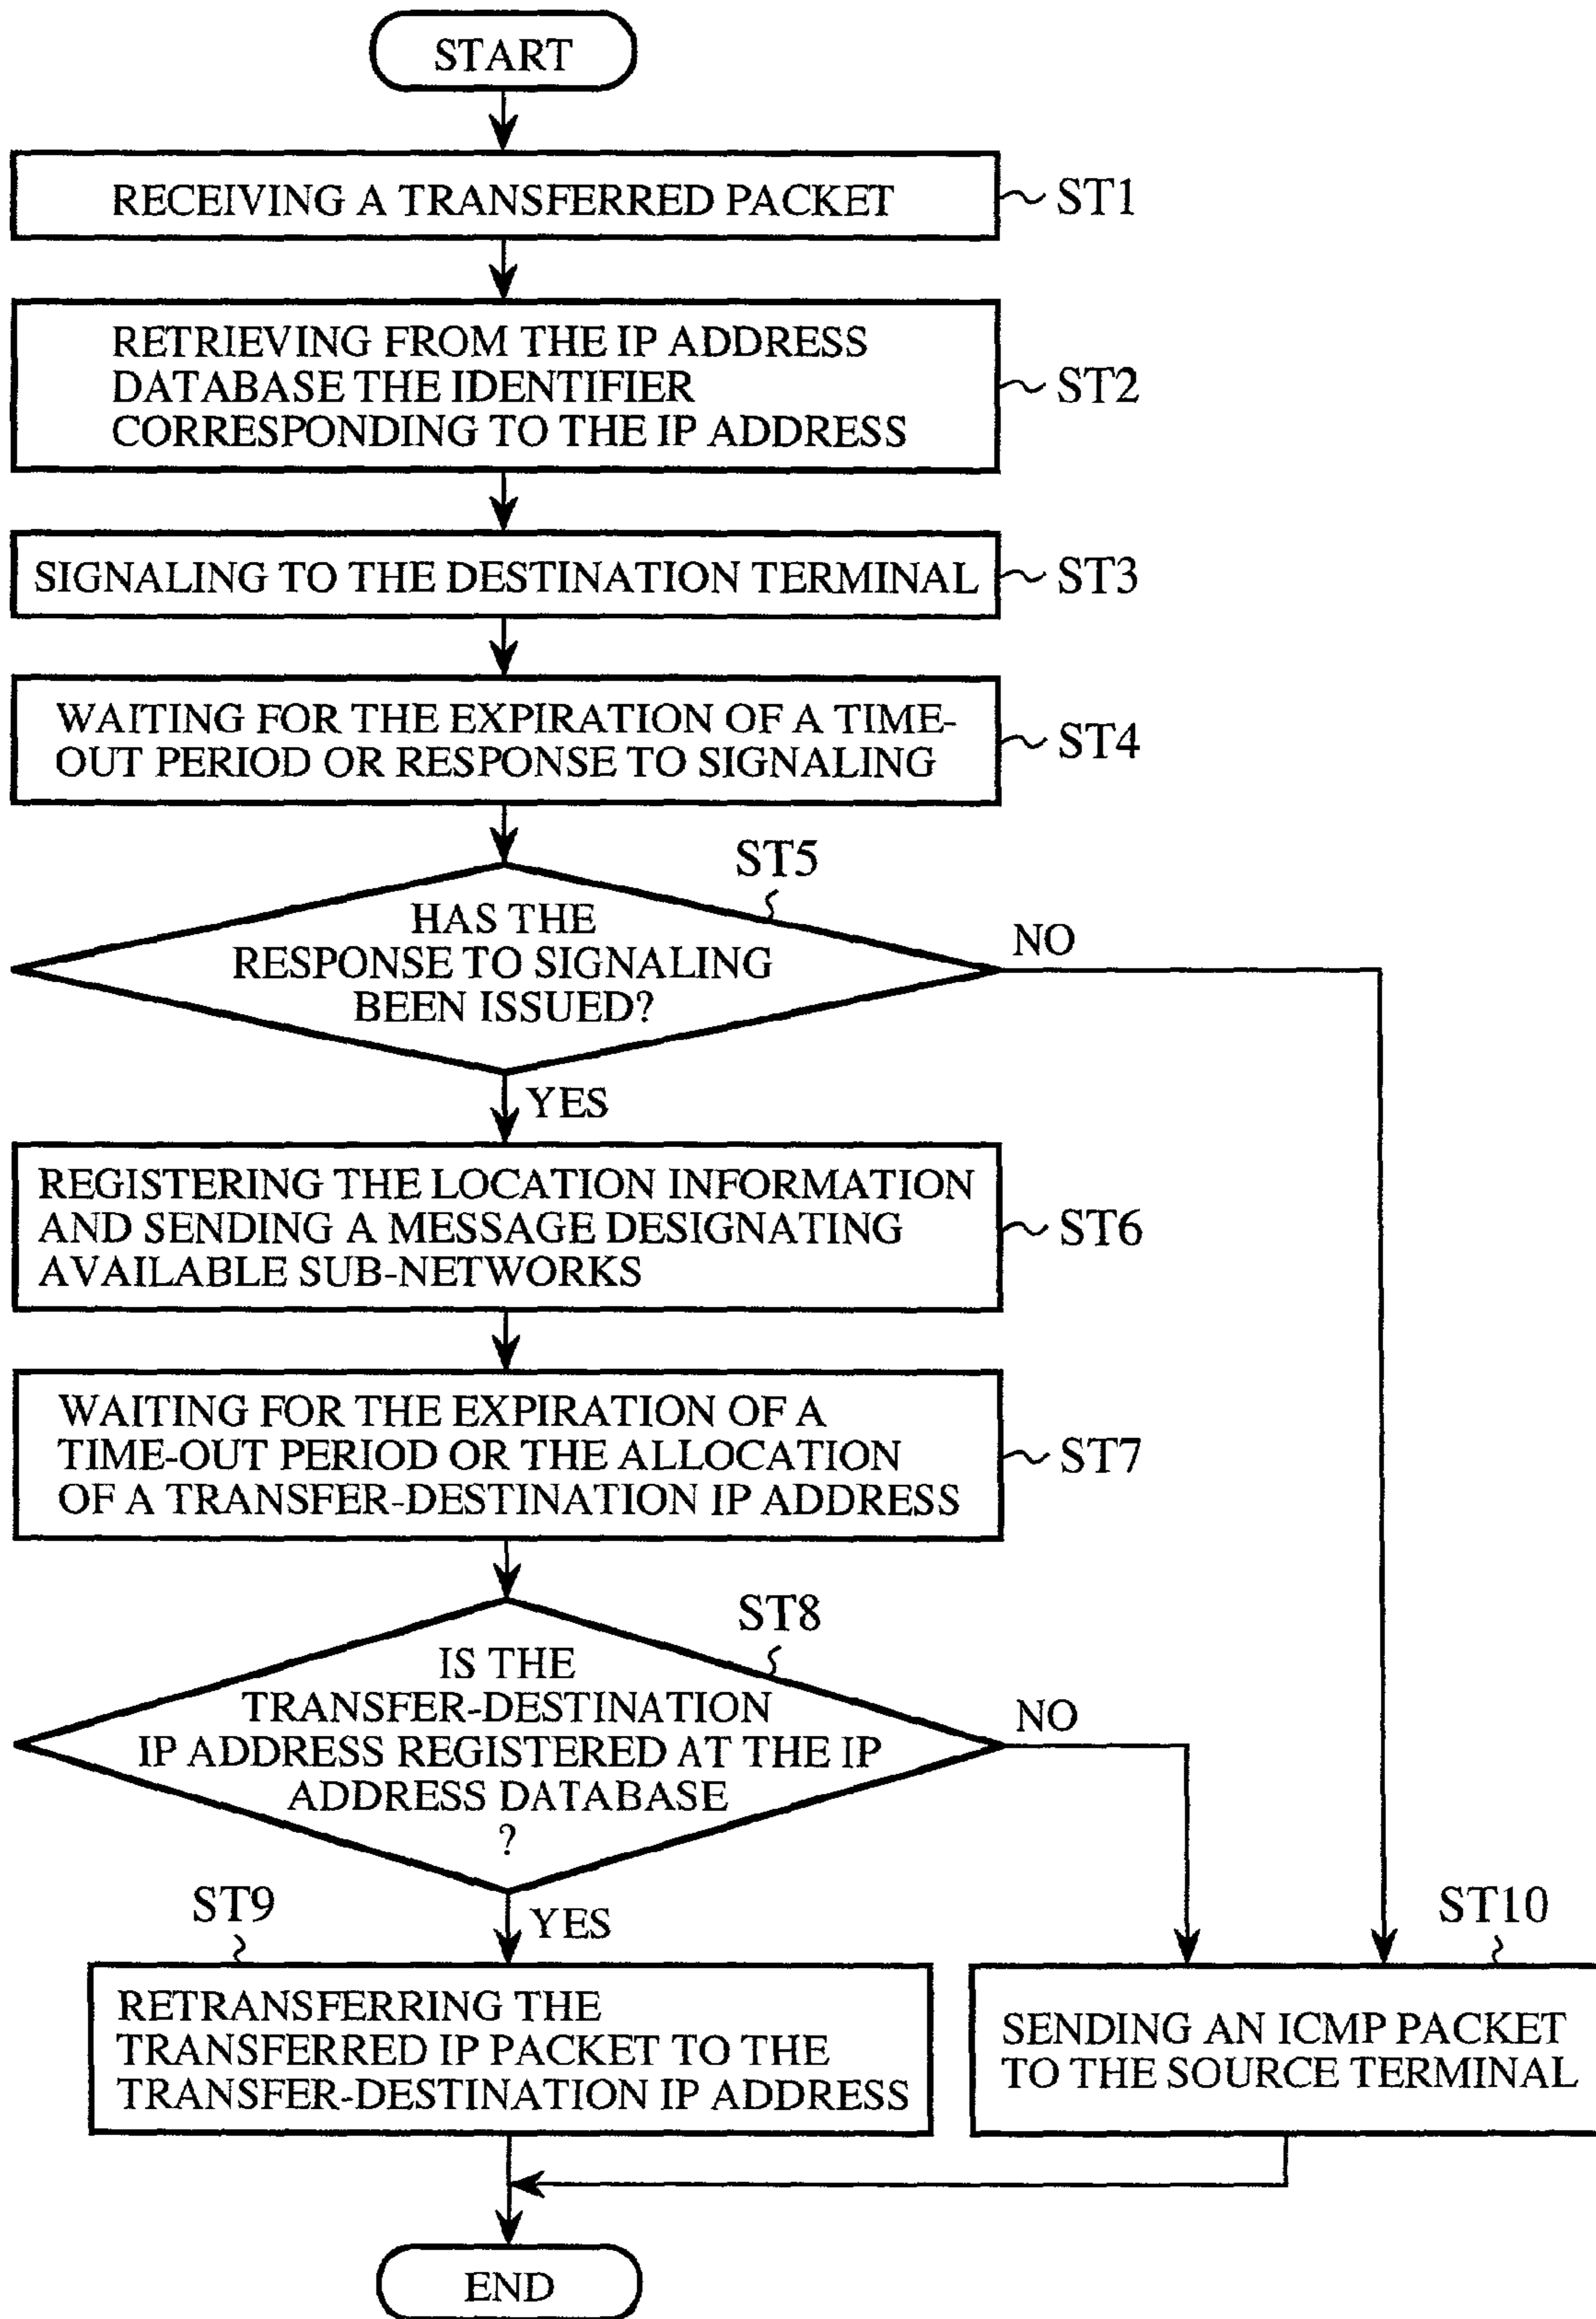 START
RECEIVING A TRANSFERRED PACKET
ST1
RETRIEVING FROM THE IP ADDRESS
DATABASE THE IDENTIFIER
CORRESPONDING TO THE IP ADDRESS
ST2
SIGNALING TO THE DESTINATION TERMINAL
ST3
WAITING FOR THE EXPIRATION OF A TIME-
OUT PERIOD OR RESPONSE TO SIGNALING
ST4
ST5
HAS THE
RESPONSE TO SIGNALING
BEEN ISSUED?
NO
YES
REGISTERING THE LOCATION INFORMATION
AND SENDING A MESSAGE DESIGNATING
AVAILABLE SUB-NETWORKS
ST6
WAITING FOR THE EXPIRATION OF A
TIME-OUT PERIOD OR THE ALLOCATION
OF A TRANSFER-DESTINATION IP ADDRESS
ST7
ST8
IS THE
TRANSFER-DESTINATION
IP ADDRESS REGISTERED AT THE IP
ADDRESS DATABASE
?
NO
YES
ST9
RETRANSFERRING THE
TRANSFERRED IP PACKET TO THE
TRANSFER-DESTINATION IP ADDRESS
ST10
SENDING AN ICMP PACKET
TO THE SOURCE TERMINAL
END